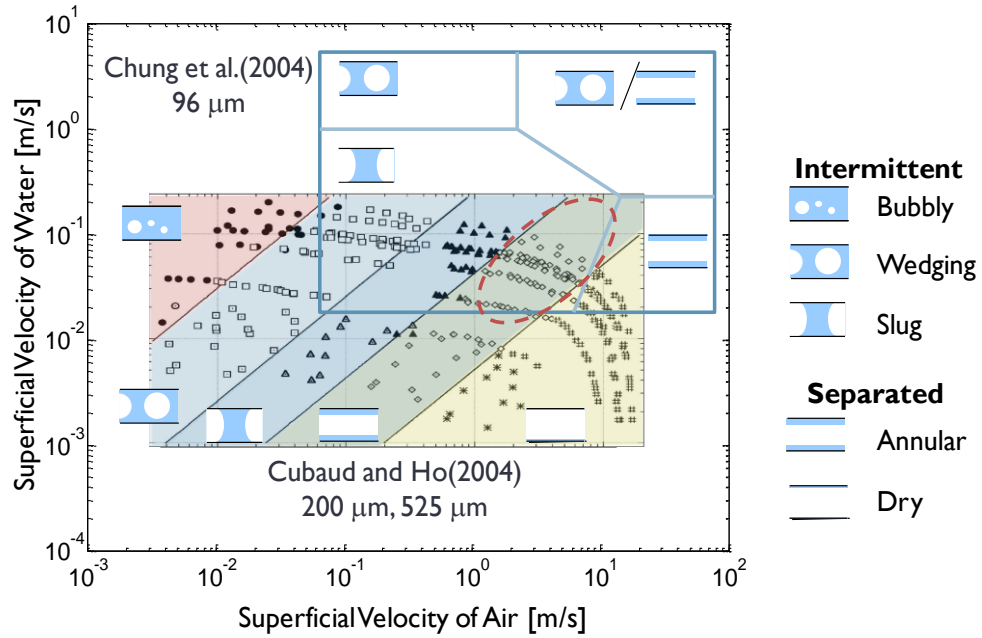 Chung et al.(2004)
96 μm
Cubaud and Ho(2004)
200 μm, 525 μm
Superficial Velocity of Water [m/s]
10^1
10^0
10^-1
10^-2
10^-3
10^-4
10^-3
10^-2
10^-1
10^0
10^1
10^2
Superficial Velocity of Air [m/s]
Intermittent
Bubbly
Wedging
Slug
Separated
Annular
Dry